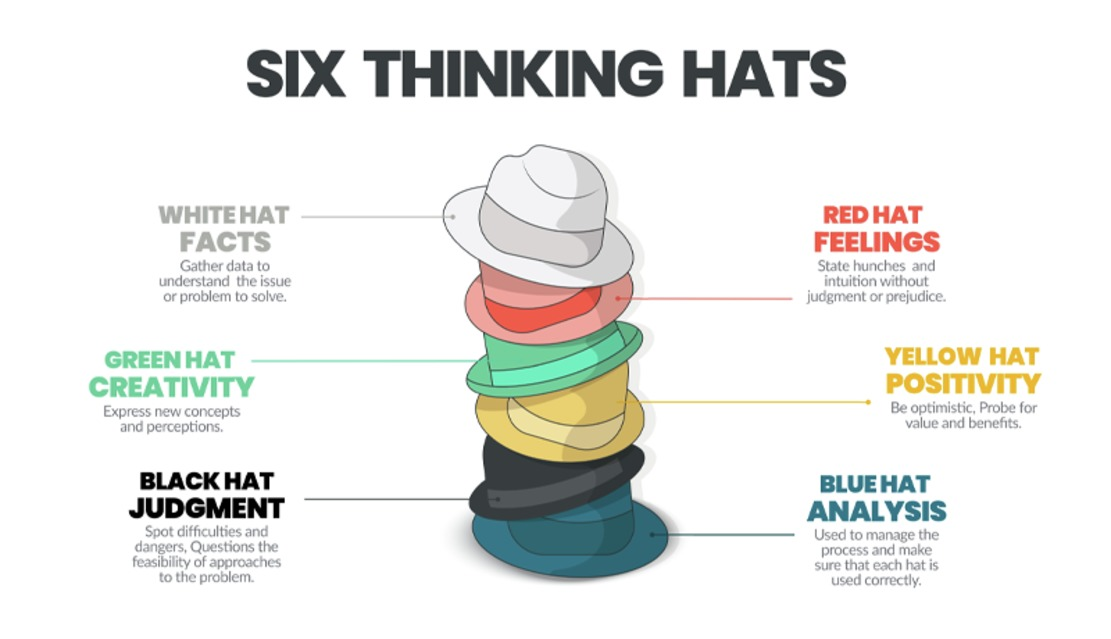 SIX THINKING HATS
WHITE HAT
FACTS
Gather data to
understand the issue
or problem to solve.
RED HAT
FEELINGS
State hunches and
intuition without
judgment or prejudice.
GREEN HAT
CREATIVITY
Express new concepts
and perceptions.
YELLOW HAT
POSITIVITY
Be optimistic, Probe for
value and benefits.
BLACK HAT
JUDGMENT
Spot difficulties and
dangers, Questions the
feasibility of approaches
to the problem.
BLUE HAT
ANALYSIS
Used to manage the
process and make
sure that each hat is
used correctly.